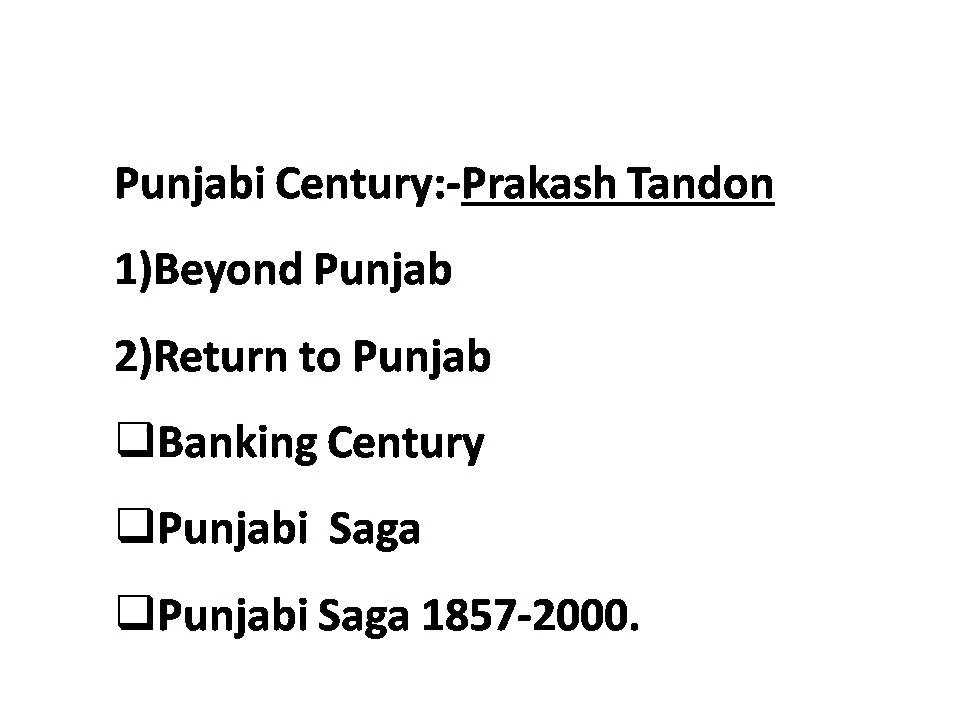 Punjabi Century:-Prakash Tandon
1)Beyond Punjab
2)Return to Punjab
❑Banking Century
❑Punjabi  Saga
❑Punjabi Saga 1857-2000.